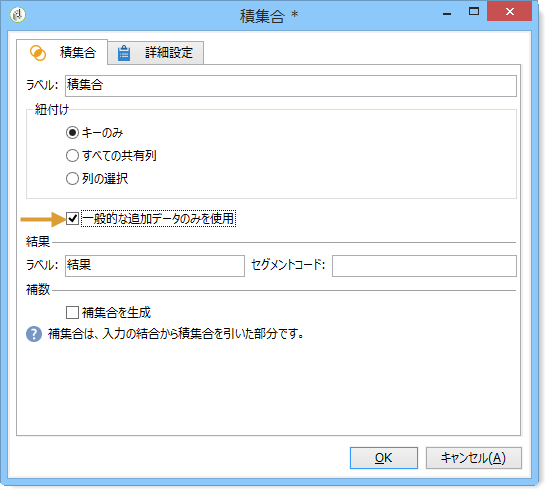 積集合 *
積集合 詳細設定
ラベル: 積集合
紐付け
キーのみ
すべての共有列
列の選択
一般的な追加データのみを使用
結果
ラベル: 結果 セグメントコード:
補数
補集合を生成
? 補集合は、入力の結合から積集合を引いた部分です。
OK キャンセル(A)